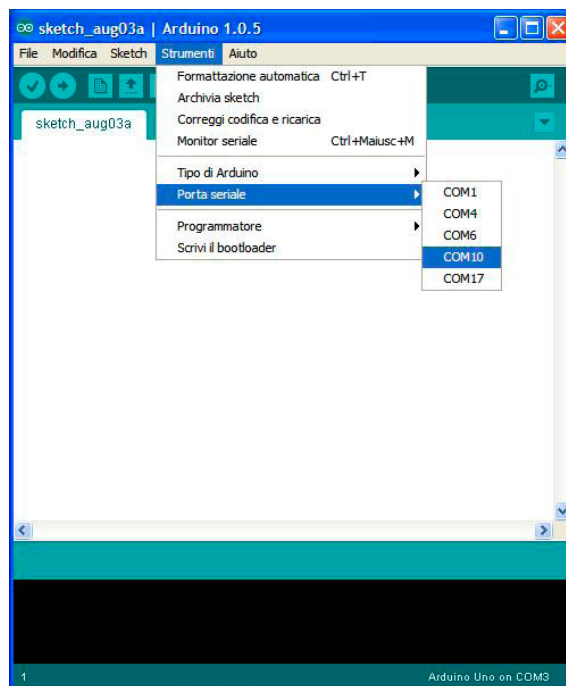 sketch_aug03a | Arduino 1.0.5
File Modifica Sketch Strumenti Aiuto
Formattazione automatica Ctrl+T
Archivia sketch
sketch_aug03a
Correggi codifica e ricarica
Monitor seriale Ctrl+Maiusc+M
Tipo di Arduino
Porta seriale
COM1
COM4
Programmatore
COM6
Scrivi il bootloader
COM10
COM17
1 Arduino Uno on COM3